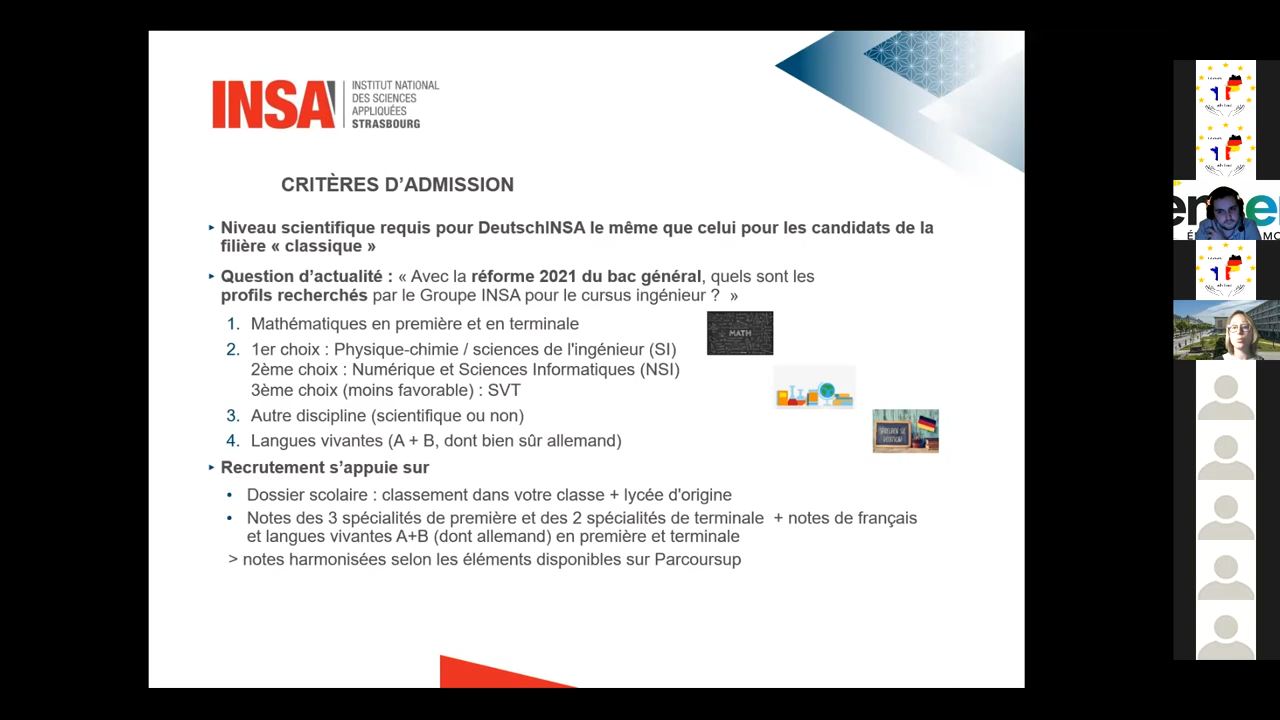 INSA
INSTITUT NATIONAL
DES SCIENCES
APPLIQUÉES
STRASBOURG
CRITÈRES D'ADMISSION
▸ Niveau scientifique requis pour DeutschINSA le même que celui pour les candidats de la
filière « classique »
▸ Question d'actualité : « Avec la réforme 2021 du bac général, quels sont les
profils recherchés par le Groupe INSA pour le cursus ingénieur ? »
1. Mathématiques en première et en terminale
MATH
2. 1er choix : Physique-chimie / sciences de l'ingénieur (SI)
2ème choix : Numérique et Sciences Informatiques (NSI)
3ème choix (moins favorable) : SVT
3. Autre discipline (scientifique ou non)
4. Langues vivantes (A + B, dont bien sûr allemand)
▸ Recrutement s'appuie sur
• Dossier scolaire : classement dans votre classe + lycée d'origine
• Notes des 3 spécialités de première et des 2 spécialités de terminale + notes de français
et langues vivantes A+B (dont allemand) en première et terminale
> notes harmonisées selon les éléments disponibles sur Parcoursup